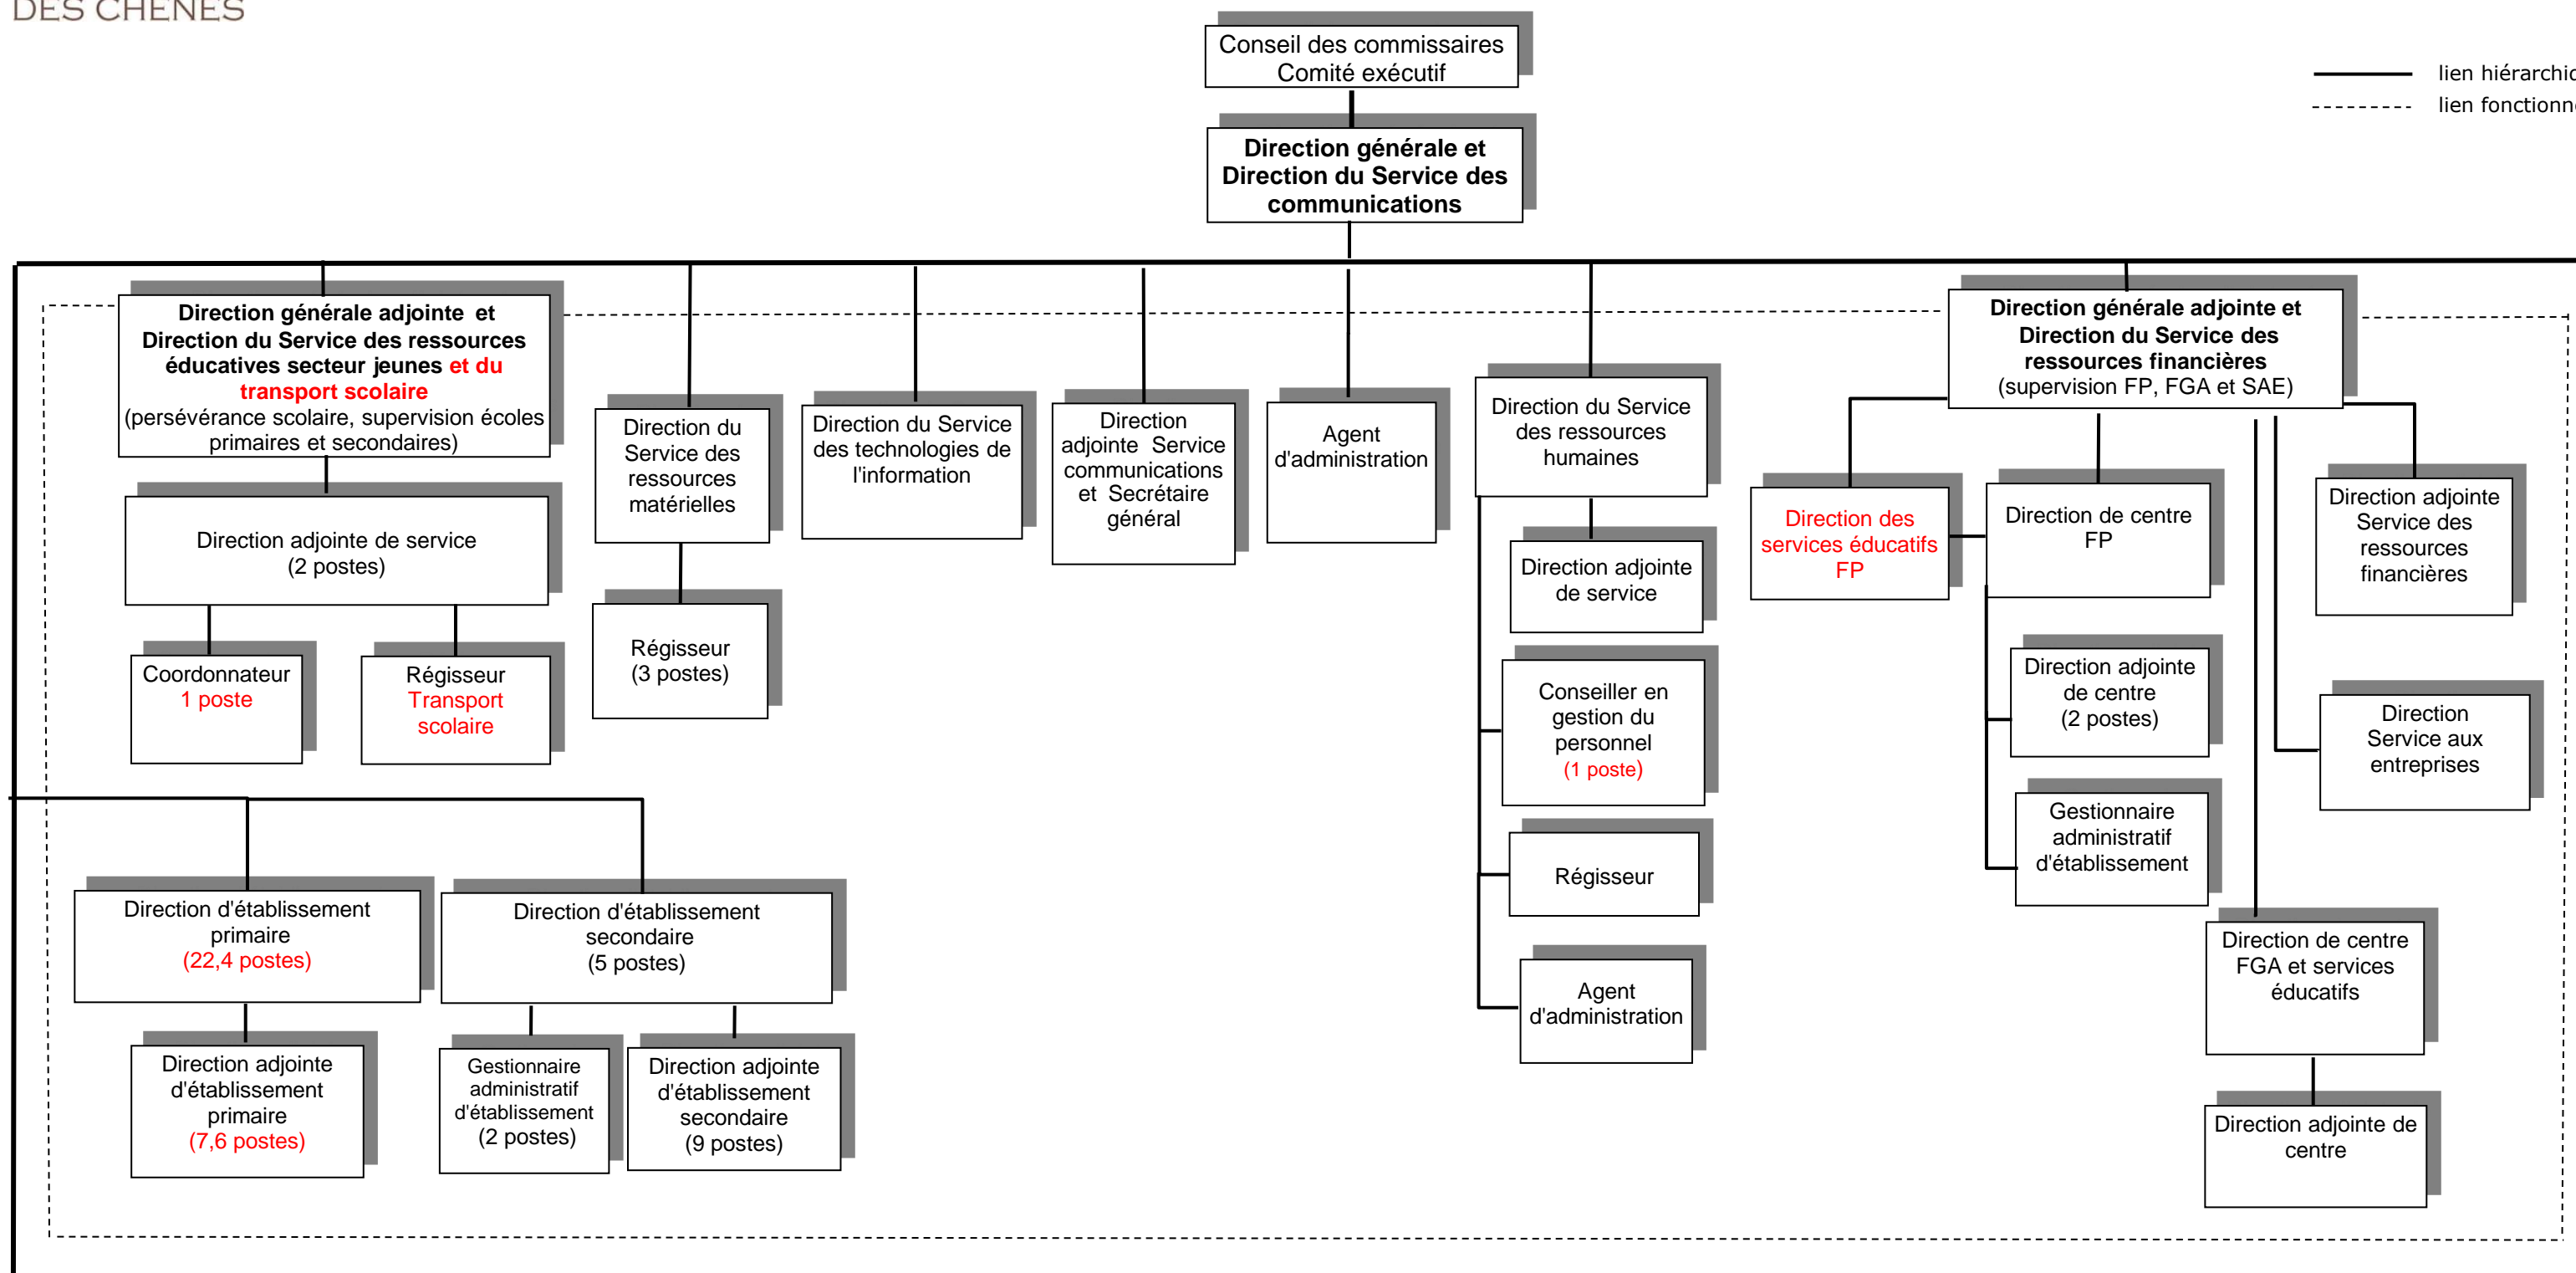 DES CHÊNES
Conseil des commissaires
Comité exécutif
lien hiérarchiq
lien fonctionne
Direction générale et
Direction du Service des
communications
Direction générale adjointe et
Direction du Service des ressources
éducatives secteur jeunes et du
transport scolaire
(persévérance scolaire, supervision écoles
primaires et secondaires)
Direction adjointe de service
(2 postes)
Coordonnateur
1 poste
Régisseur
Transport
scolaire
Direction du
Service des
ressources
matérielles
Régisseur
(3 postes)
Direction du Service
des technologies de
l'information
Direction
adjointe Service
communications
et Secrétaire
général
Agent
d'administration
Direction du Service
des ressources
humaines
Direction adjointe
de service
Conseiller en
gestion du
personnel
(1 poste)
Régisseur
Agent
d'administration
Direction générale adjointe et
Direction du Service des
ressources financières
(supervision FP, FGA et SAE)
Direction des
services éducatifs
FP
Direction de centre
FP
Direction adjointe
de centre
(2 postes)
Gestionnaire
administratif
d'établissement
Direction adjointe
Service des
ressources
financières
Direction
Service aux
entreprises
Direction de centre
FGA et services
éducatifs
Direction adjointe de
centre
Direction d'établissement
primaire
(22,4 postes)
Direction adjointe
d'établissement
primaire
(7,6 postes)
Direction d'établissement
secondaire
(5 postes)
Gestionnaire
administratif
d'établissement
(2 postes)
Direction adjointe
d'établissement
secondaire
(9 postes)